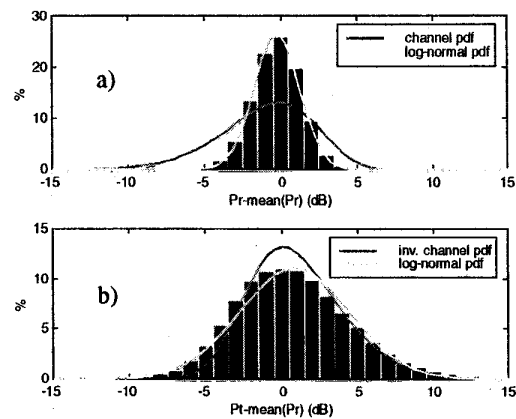 30
20
10
0
%
a)
channel pdf
log-normal pdf
-15 -10 -5 0 5 10 15
Pr-mean(Pr) (dB)
15
10
5
0
%
b)
inv. channel pdf
log-normal pdf
-15 -10 -5 0 5 10 15
Pt-mean(Pr) (dB)